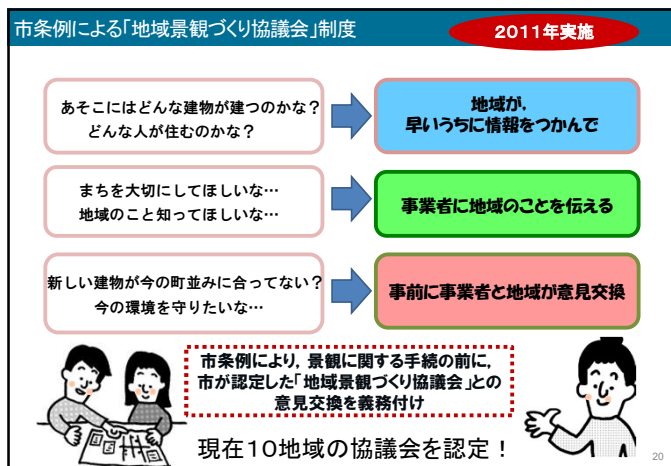 市条例による「地域景観づくり協議会」制度
2011年実施
あそこにはどんな建物が建つのかな?
どんな人が住むのかな?
地域が,
早いうちに情報をつかんで
まちを大切にしてほしいな…
地域のこと知ってほしいな…
事業者に地域のことを伝える
新しい建物が今の町並みに合ってない?
今の環境を守りたいな…
事前に事業者と地域が意見交換
市条例により, 景観に関する手続の前に,
市が認定した「地域景観づくり協議会」との
意見交換を義務付け
現在10地域の協議会を認定!
20